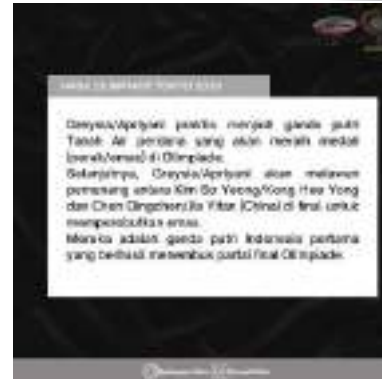 Greysia/Apriyani praktis menjadi ganda putri
Tanah Air perdana yang akan meraih medali
(perak/emas) di Olimpiade.
Selanjutnya, Greysia/Apriyani akan melawan
pemenang antara Kim So Yeong/Kong Hee Yong
dan Chen Qingchen/Jia Yifan (China) di final untuk
memperebutkan emas.
Mereka adalah ganda putri Indonesia pertama
yang berhasil menembus partai final Olimpiade.